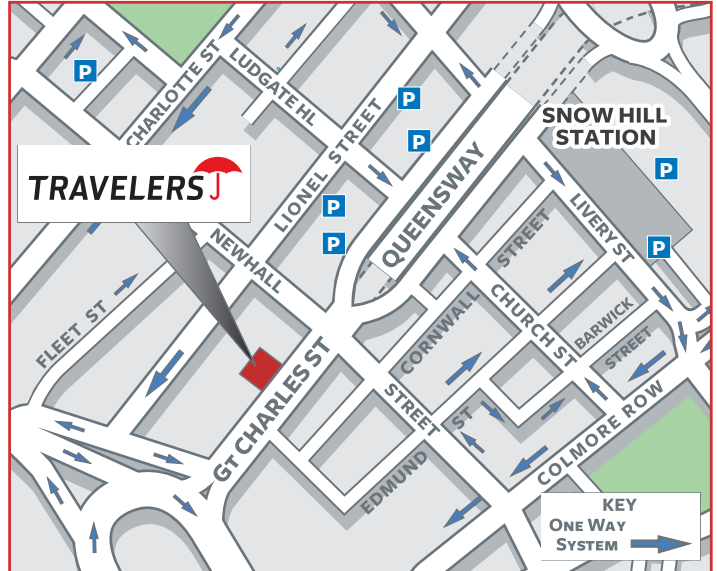 CHARLOTTE ST
LUDGATE HL
P
P
P
SNOW HILL
STATION
P
TRAVELERS
LIONEL STREET
P
P
QUEENSWAY
LIVERY ST
P
NEWHALL
STREET
FLEET ST
CORNWALL
STREET
CHURCH ST
BARWICK
STREET
GT CHARLES ST
EDMUND
ST
COLMORE ROW
KEY
ONE WAY
SYSTEM